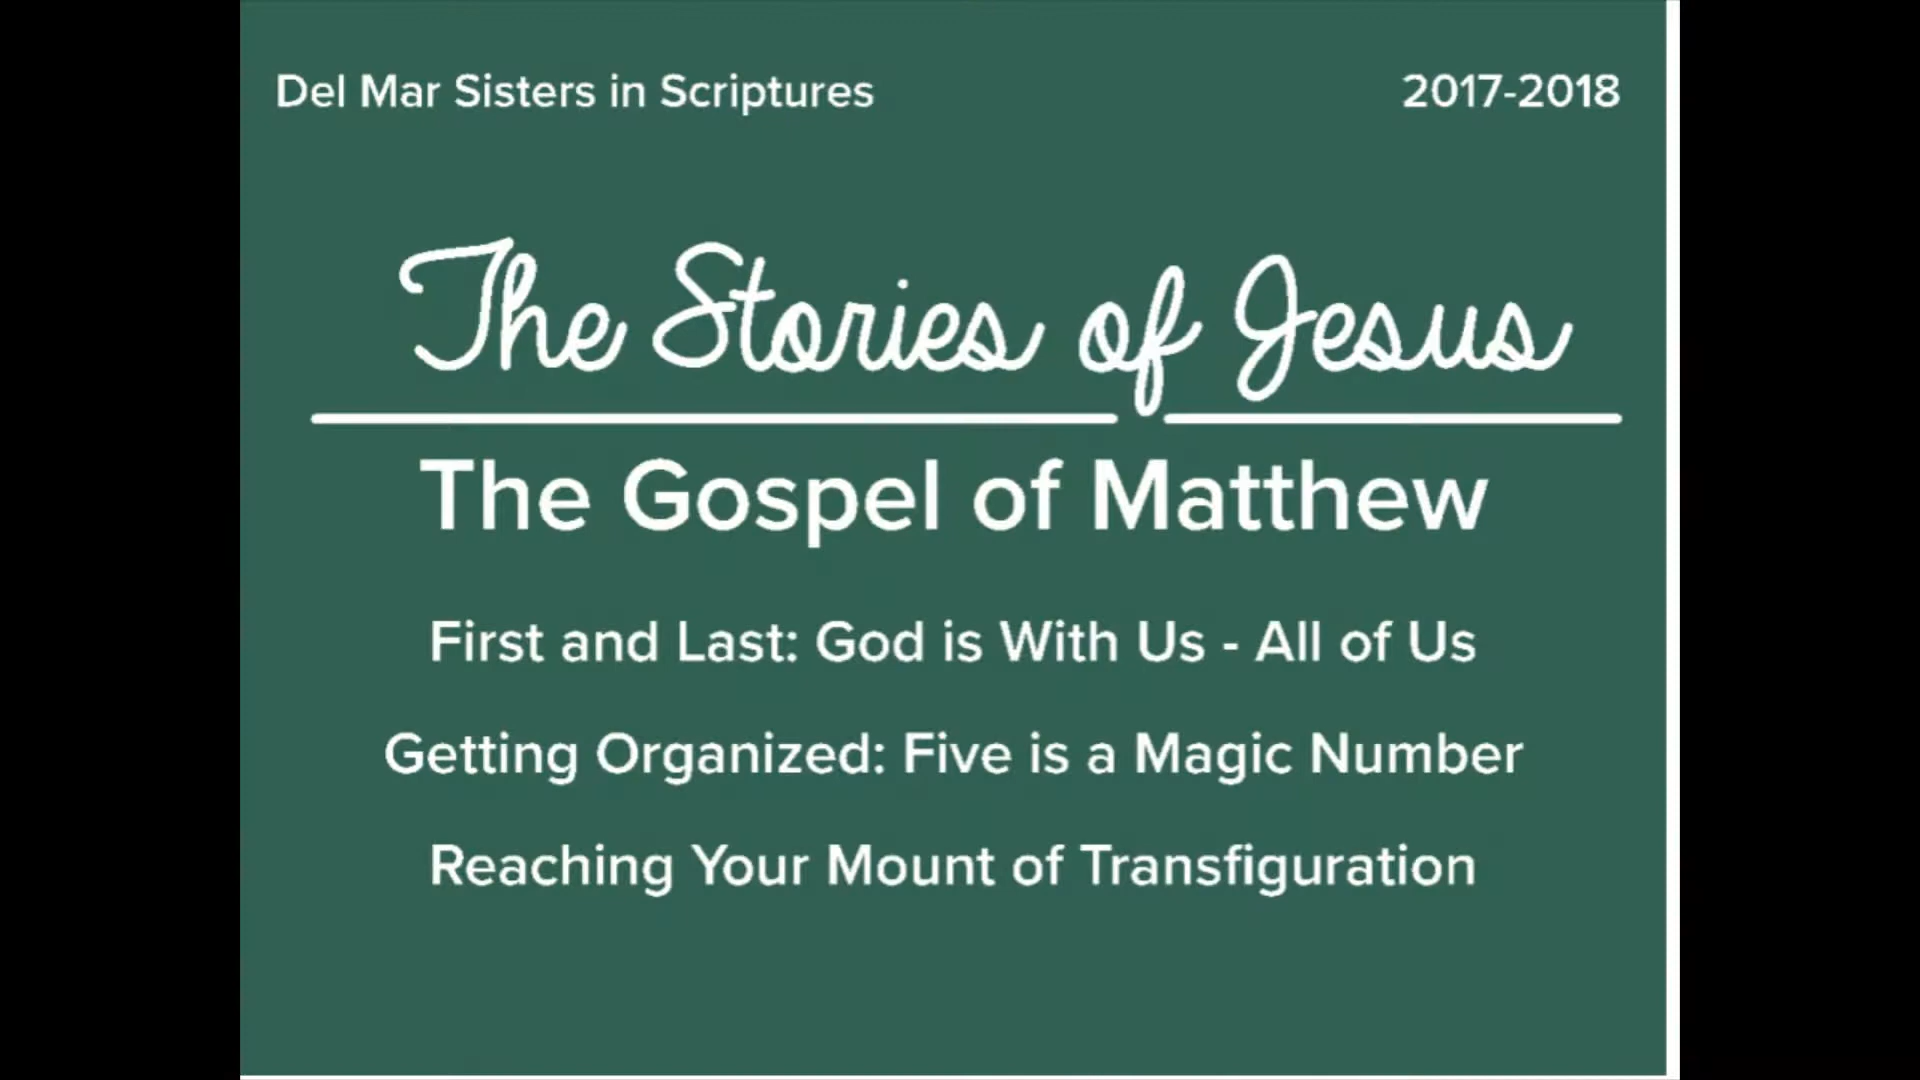 Del Mar Sisters in Scriptures 2017-2018
The Stories of Jesus
The Gospel of Matthew
First and Last: God is With Us - All of Us
Getting Organized: Five is a Magic Number
Reaching Your Mount of Transfiguration